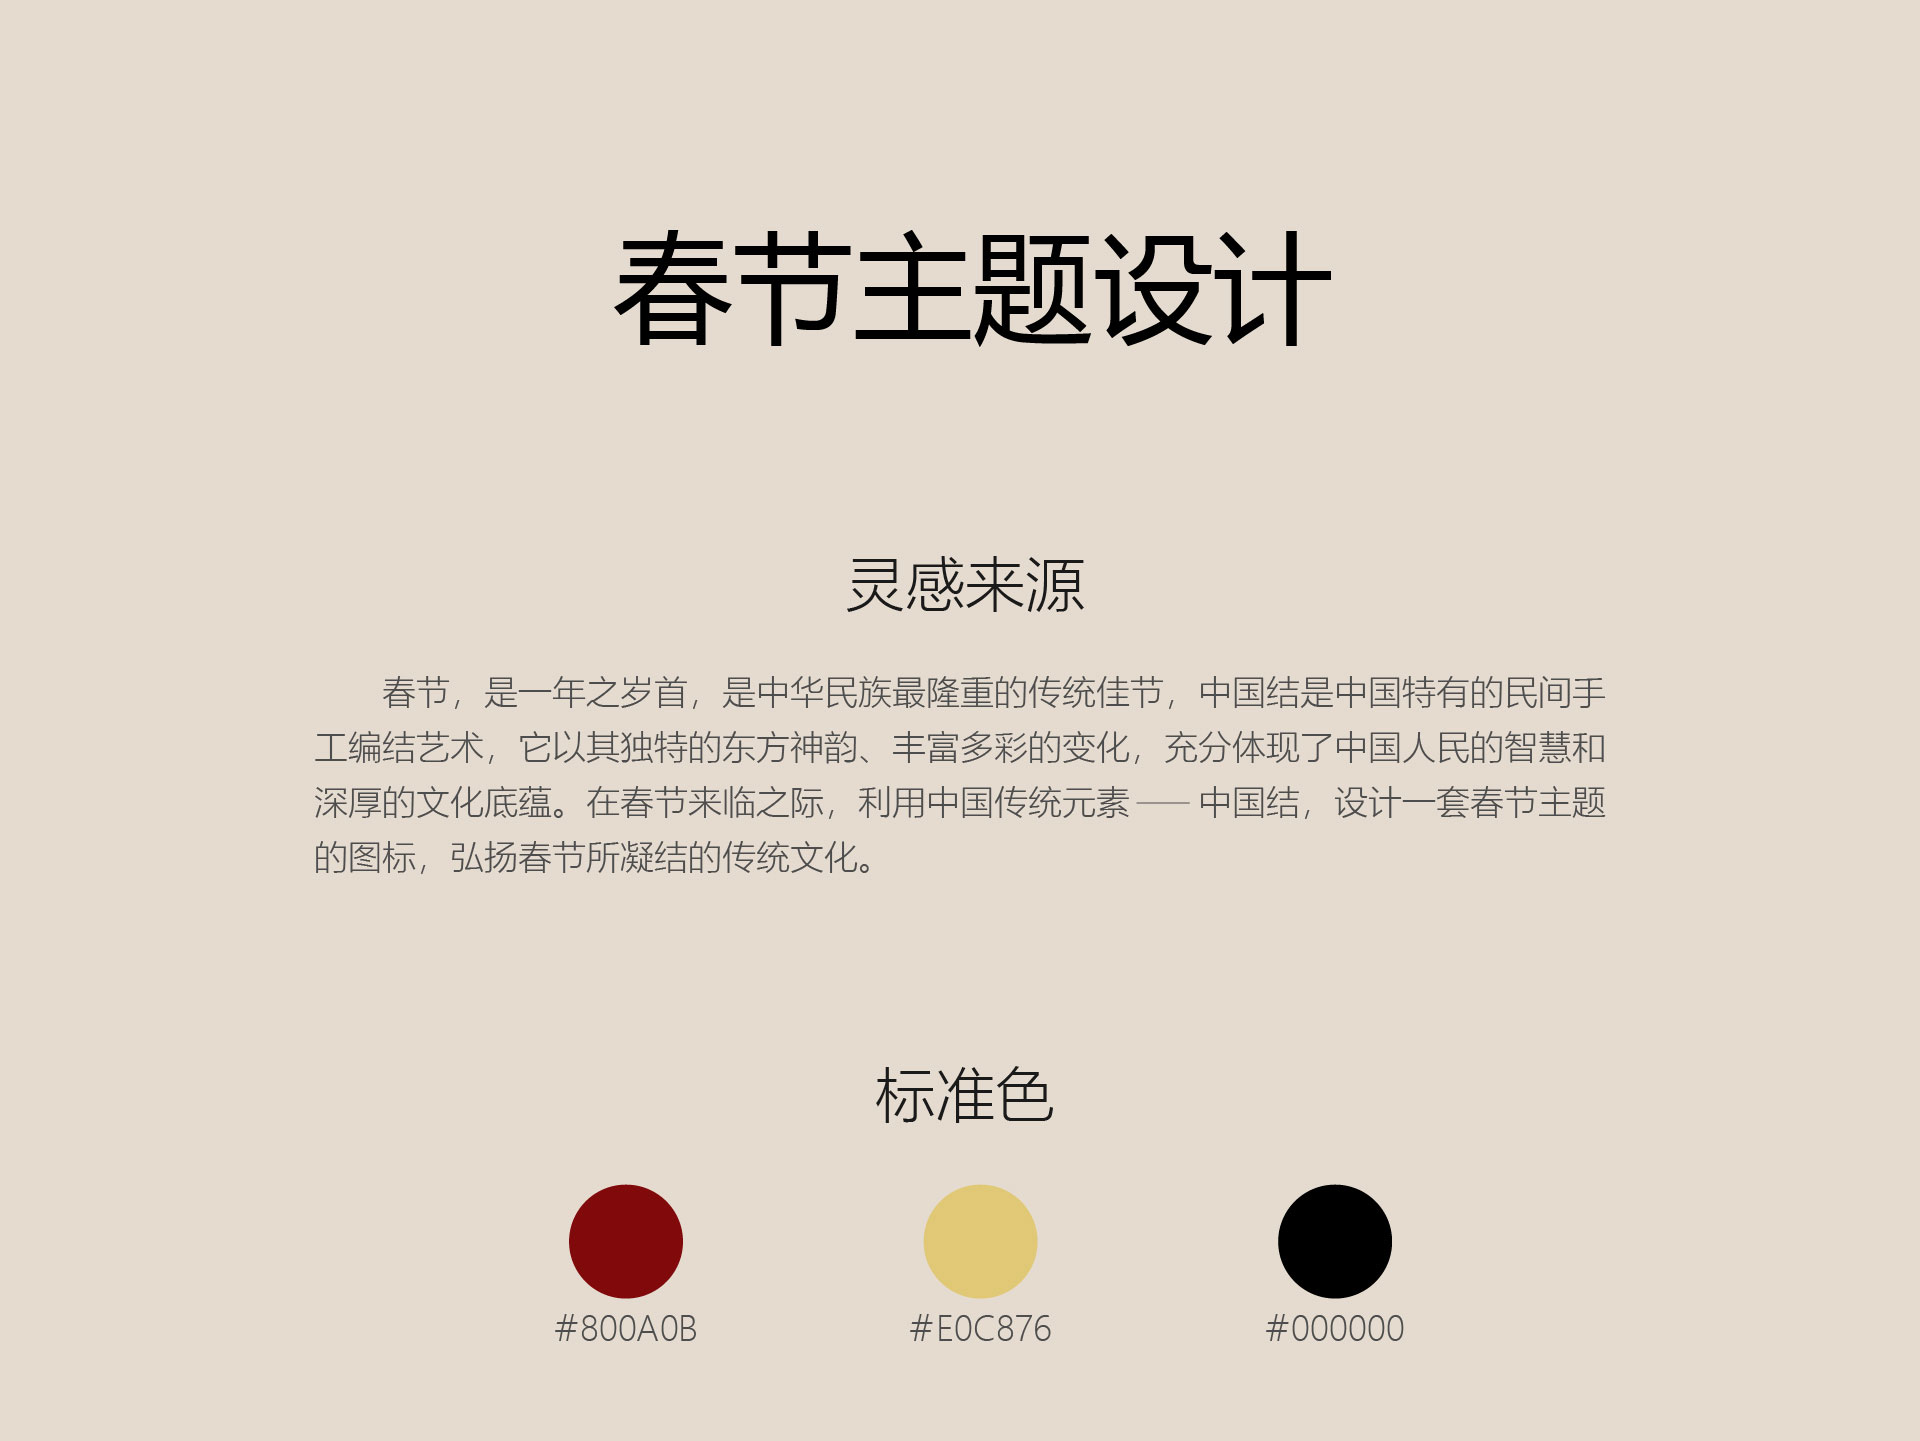 春节主题设计
灵感来源
春节，是一年之岁首，是中华民族最隆重的传统佳节，中国结是中国特有的民间手
工编结艺术，它以其独特的东方神韵、丰富多彩的变化，充分体现了中国人民的智慧和
深厚的文化底蕴。在春节来临之际，利用中国传统元素 —— 中国结，设计一套春节主题
的图标，弘扬春节所凝结的传统文化。
标准色
#800A0B
#E0C876
#000000